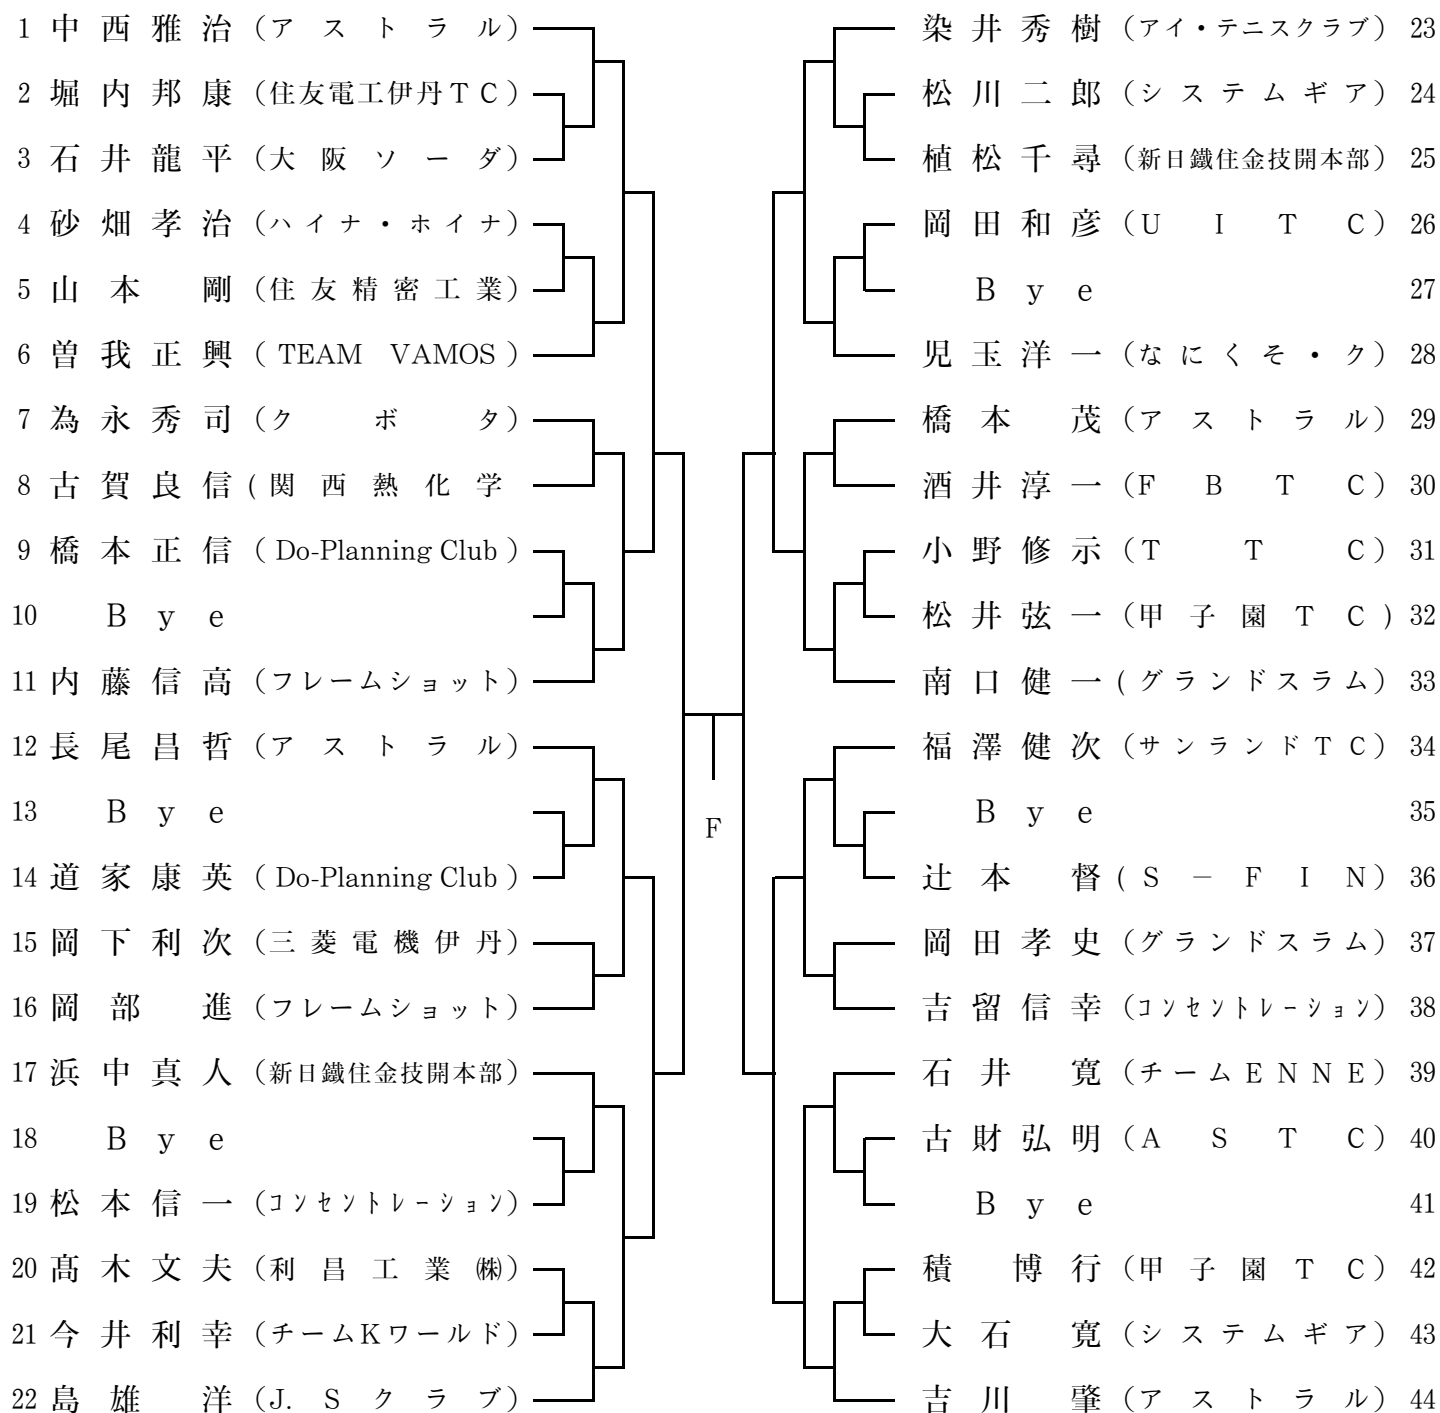 1 中西雅治 (アストラル)
2 堀内邦康 (住友電工伊丹TC)
3 石井龍平 (大阪ソーダ)
4 砂畑孝治 (ハイナ・ホイナ)
5 山本 剛 (住友精密工業)
6 曽我正興 ( TEAM VAMOS )
7 為永秀司 (クボタ)
8 古賀良信 (関西熱化学
9 橋本正信 ( Do-Planning Club )
10 Bye
11 内藤信高 (フレームショット)
12 長尾昌哲 (アストラル)
13 Bye
14 道家康英 ( Do-Planning Club )
15 岡下利次 (三菱電機伊丹)
16 岡部 進 (フレームショット)
17 浜中真人 (新日鐵住金技開本部)
18 Bye
19 松本信一 (コンセントレーション)
20 髙木文夫 (利昌工業㈱)
21 今井利幸 (チームKワールド)
22 島雄 洋 (J. Sクラブ)
F
染井秀樹 (アイ・テニスクラブ) 23
松川二郎 (システムギア) 24
植松千尋 (新日鐵住金技開本部) 25
岡田和彦 (UITC) 26
Bye 27
児玉洋一 (なにくそ・ク) 28
橋本 茂 (アストラル) 29
酒井淳一 (FBTC) 30
小野修示 (TTC) 31
松井弦一 (甲子園TC) 32
南口健一 (グランドスラム) 33
福澤健次 (サンランドTC) 34
Bye 35
辻本 督 (S－FIN) 36
岡田孝史 (グランドスラム) 37
吉留信幸 (コンセントレーション) 38
石井 寛 (チームENNE) 39
古財弘明 (ASTC) 40
Bye 41
積 博行 (甲子園TC) 42
大石 寛 (システムギア) 43
吉川 肇 (アストラル) 44